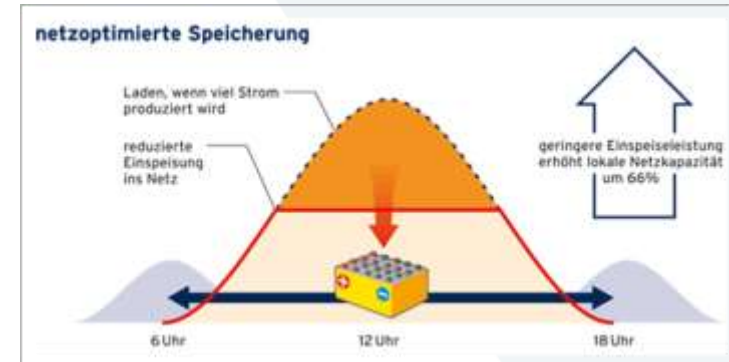 netzoptimierte Speicherung
Laden, wenn viel Strom
produziert wird
reduzierte
Einspeisung
ins Netz
geringere Einspeiseleistung
erhöht lokale Netzkapazität
um 66%
6 Uhr
12 Uhr
18 Uhr